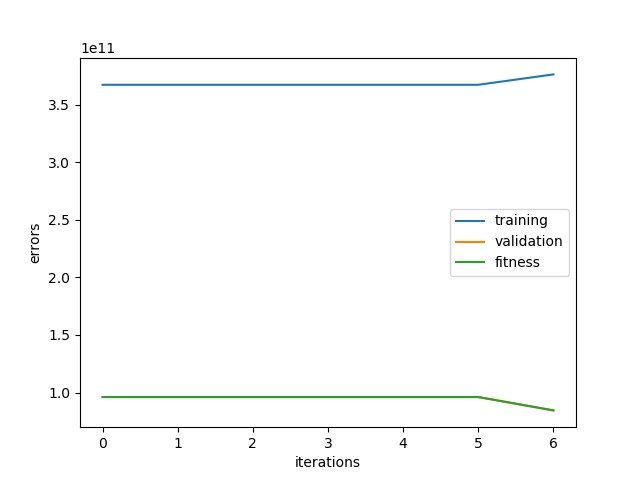 1e11
3.5
3.0
2.5
2.0
1.5
1.0
errors
training
validation
fitness
0 1 2 3 4 5 6
iterations